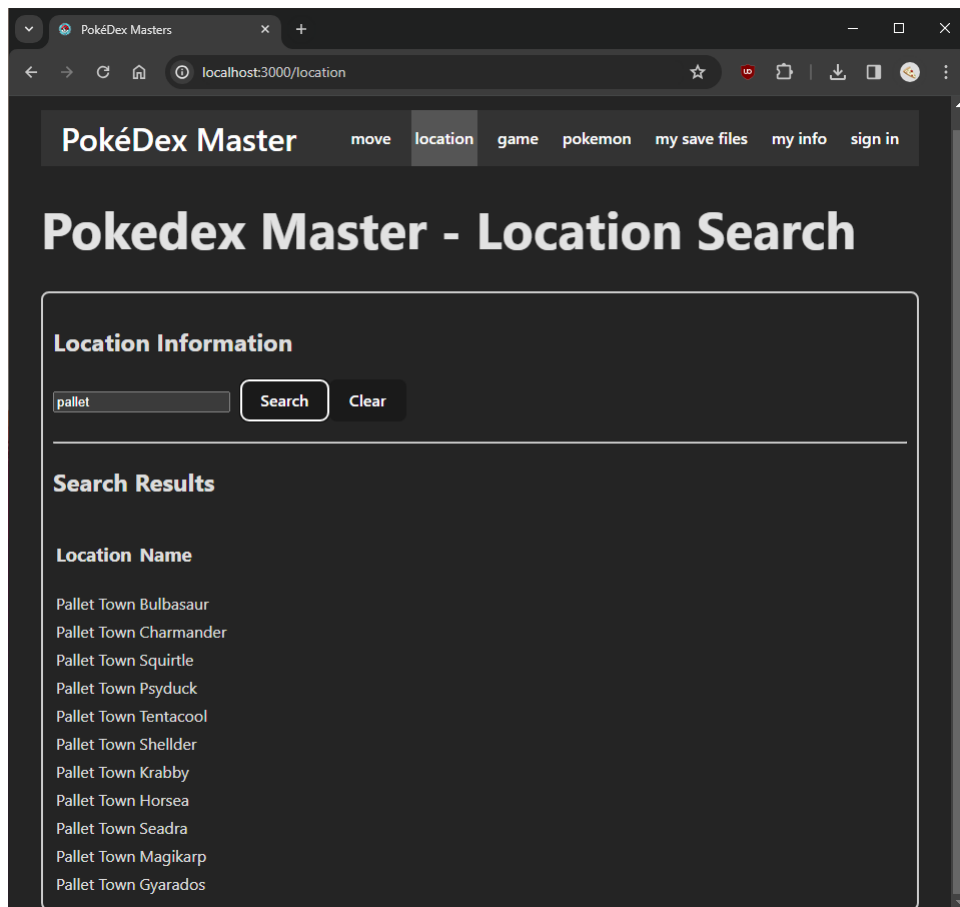 PokéDex Masters
localhost:3000/location
PokéDex Master move location game pokemon my save files my info sign in
Pokedex Master - Location Search
Location Information
pallet Search Clear
Search Results
Location Name
Pallet Town Bulbasaur
Pallet Town Charmander
Pallet Town Squirtle
Pallet Town Psyduck
Pallet Town Tentacool
Pallet Town Shellder
Pallet Town Krabby
Pallet Town Horsea
Pallet Town Seadra
Pallet Town Magikarp
Pallet Town Gyarados